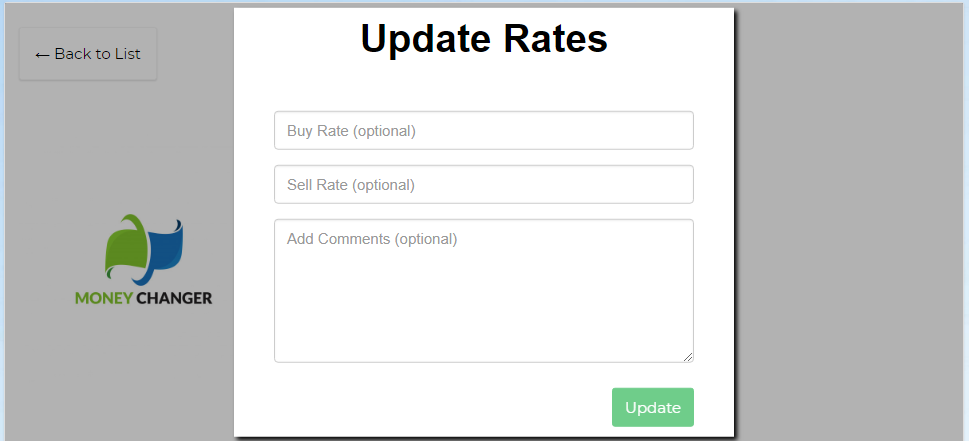 Update Rates
← Back to List
Buy Rate (optional)
Sell Rate (optional)
Add Comments (optional)
MONEY CHANGER
Update